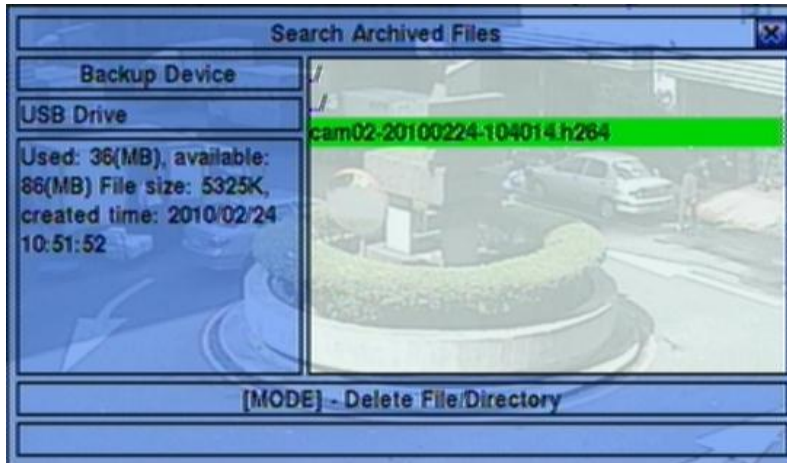 Search Archived Files
Backup Device
USB Drive
Used: 36(MB), available:
86(MB) File size: 5325K,
created time: 2010/02/24
10:51:52
./
../
cam02-20100224-104014.h264
[MODE] - Delete File/Directory